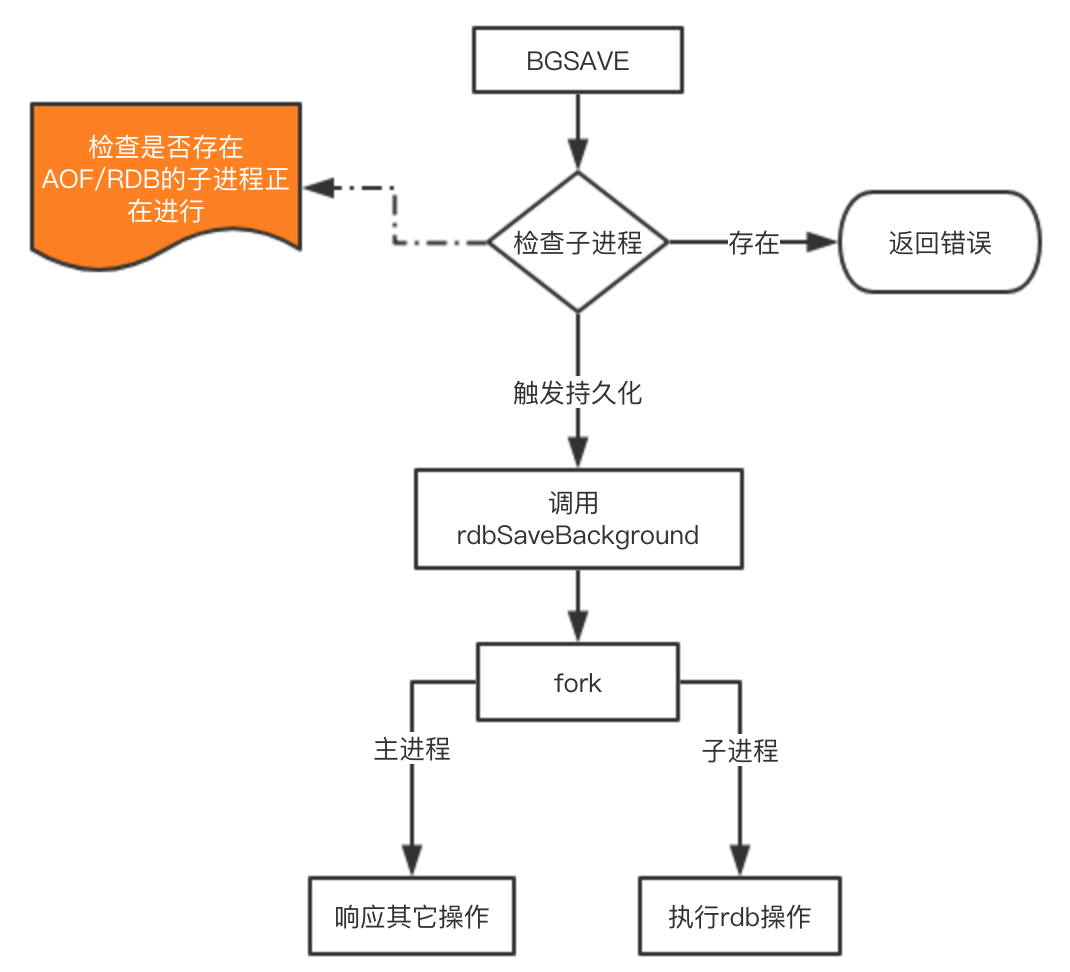 BGSAVE
检查是否存在
AOF/RDB的子进程正
在进行
检查子进程
存在
返回错误
触发持久化
调用
rdbSaveBackground
fork
主进程
子进程
响应其它操作
执行rdb操作